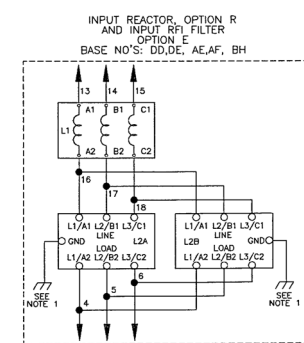 INPUT REACTOR, OPTION R
AND INPUT RFI FILTER
OPTION E
BASE NO'S: DD,DE, AE,AF, BH
13 14 15
A1 B1 C1
L1
A2 B2 C2
16
17
18
L1/A1 L2/B1 L3/C1 L1/A1 L2/B1 L3/C1
LINE LINE
GND L2A L2B GND
LOAD LOAD
L1/A2 L2/B2 L3/C2 L1/A2 L2/B2 L3/C2
SEE
NOTE 1
4
5
6
SEE
NOTE 1